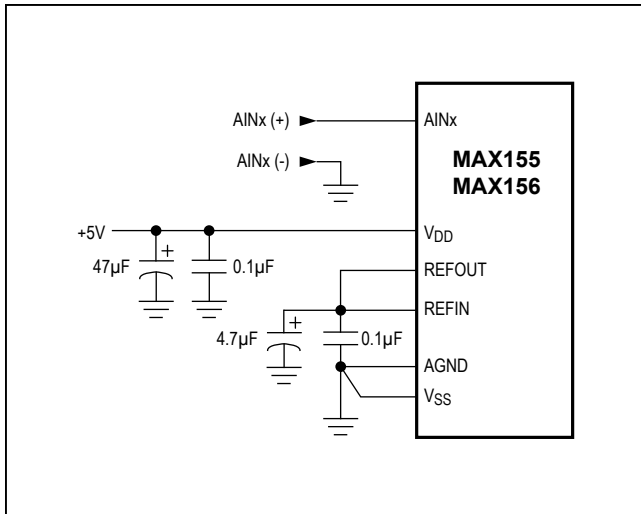 AINx (+)
AINx
MAX155
MAX156
AINx (-)
+5V
VDD
+
47µF
0.1µF
REFOUT
REFIN
+
4.7µF
0.1µF
AGND
VSS